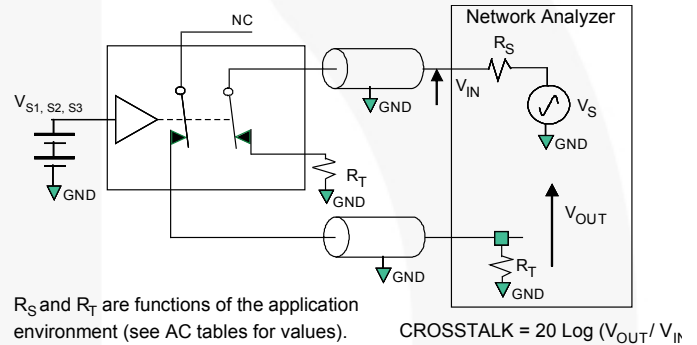 Network Analyzer
NC
R_S
V_IN
V_S
GND
GND
V_S1, S2, S3
GND
R_T
GND
V_OUT
R_T
GND
GND
R_S and R_T are functions of the application
environment (see AC tables for values).
CROSSTALK = 20 Log (V_OUT / V_IN